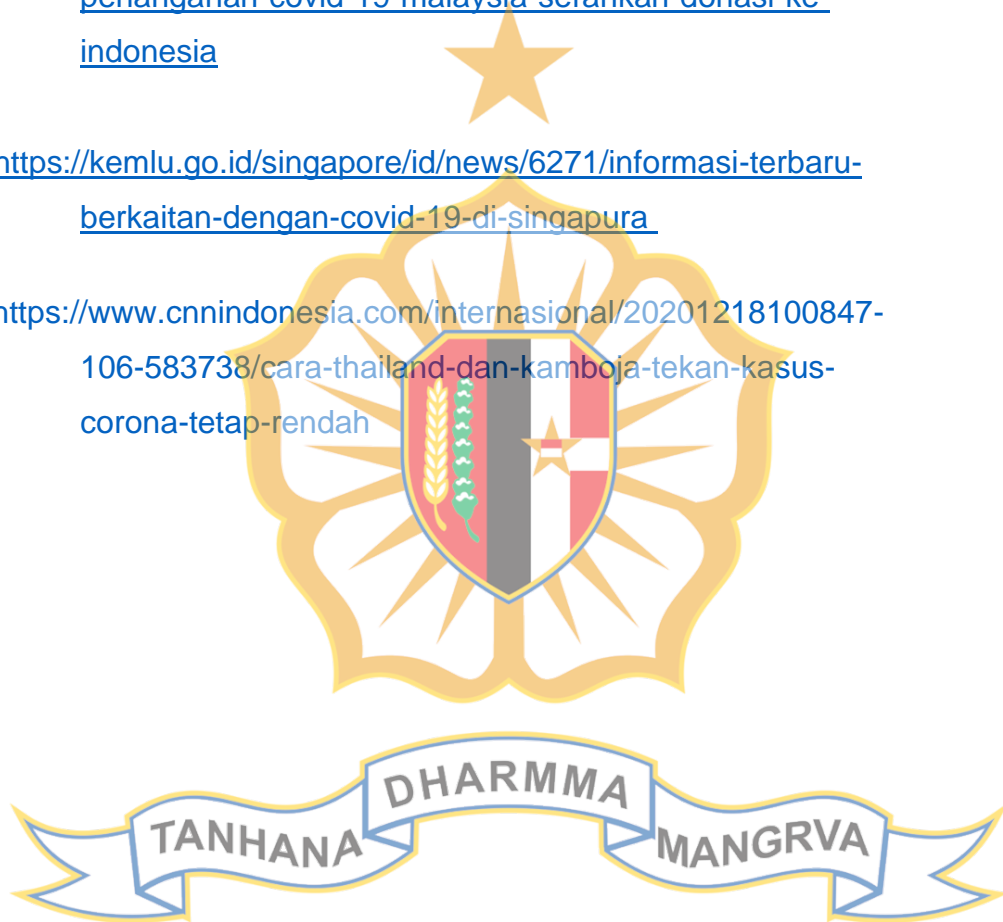 penanganan-covid-19-malaysia-serahkan-donasi-ke-
indonesia
https://kemlu.go.id/singapore/id/news/6271/informasi-terbaru-
berkaitan-dengan-covid-19-di-singapura
https://www.cnnindonesia.com/internasional/20201218100847-
106-583738/cara-thailand-dan-kamboja-tekan-kasus-
corona-tetap-rendah
TANHANA DHARMMA MANGRVA